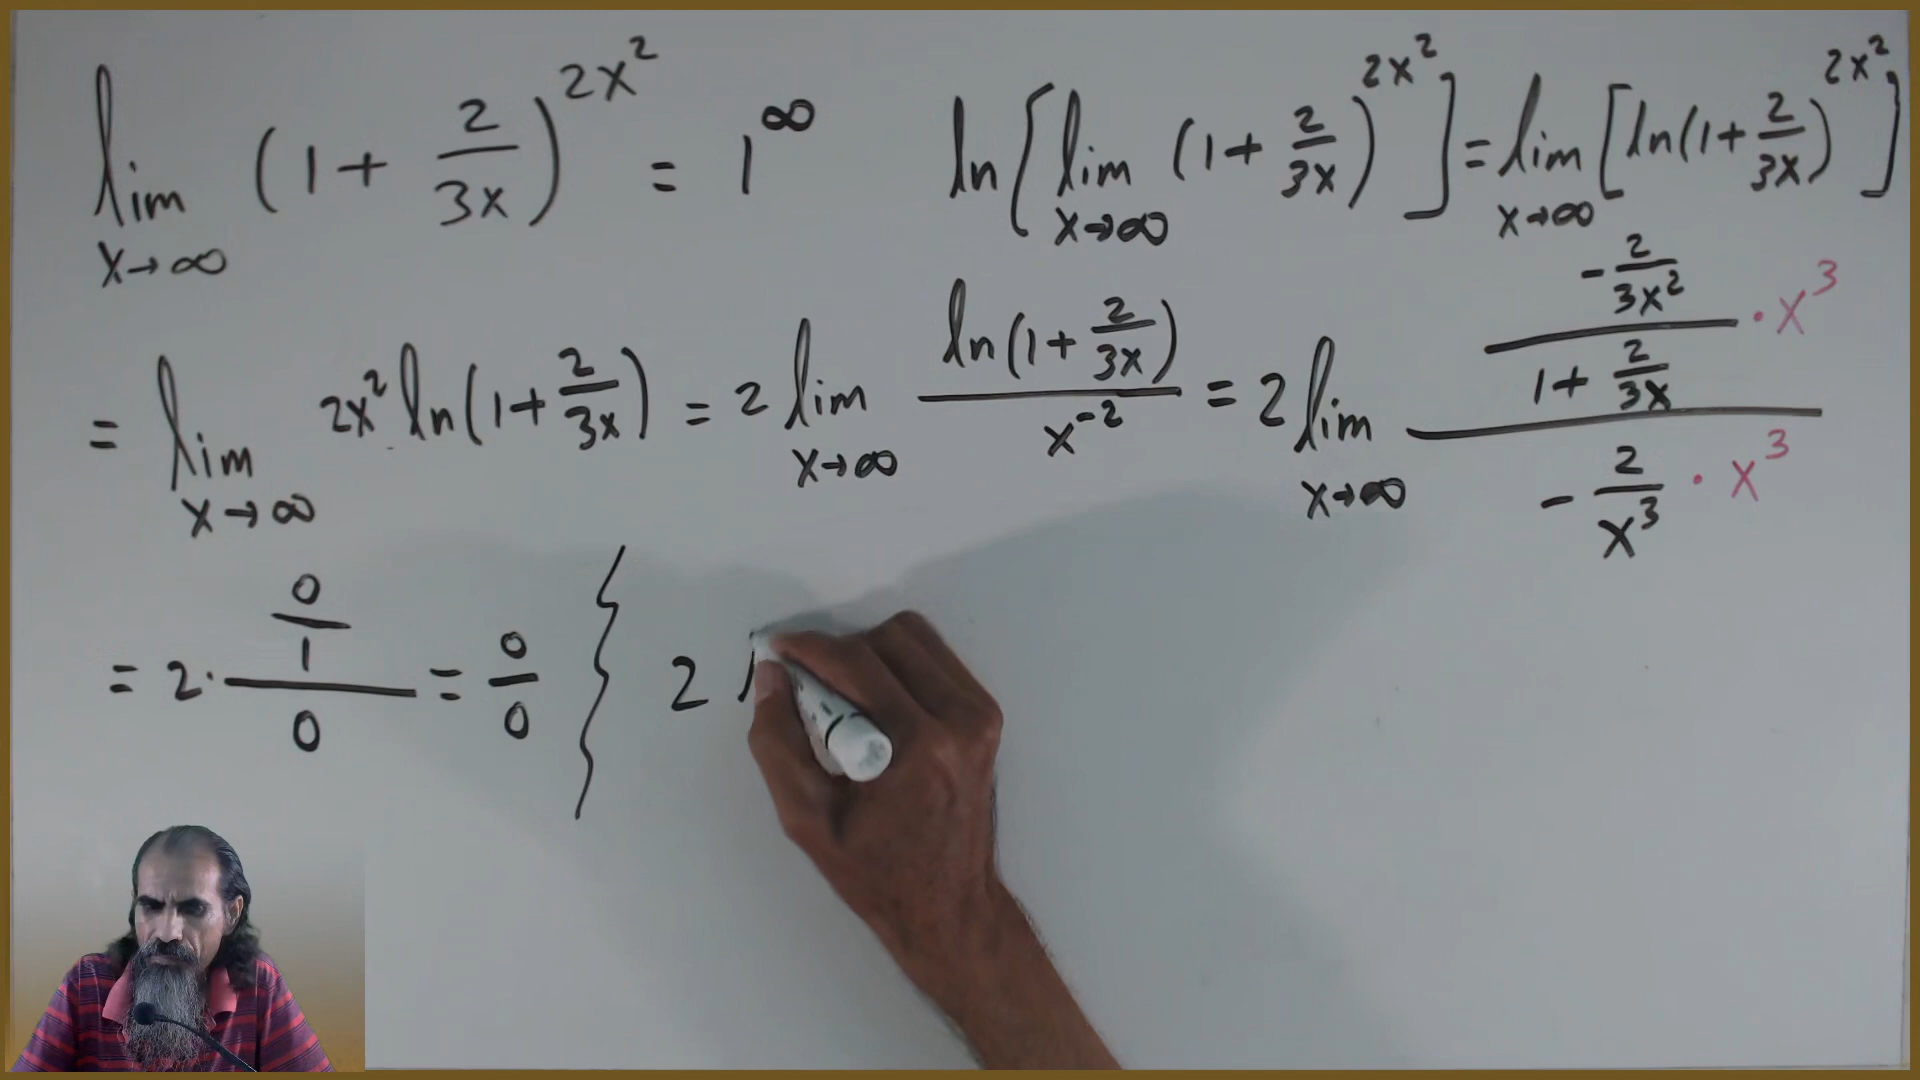 lim x→∞ (1 + 2/3x)^2x² = 1^∞
ln[lim x→∞ (1 + 2/3x)^2x²] = lim x→∞ [ln(1 + 2/3x)^2x²]
= lim x→∞ 2x² ln(1 + 2/3x) = 2 lim x→∞ ln(1 + 2/3x) / x^-2 = 2 lim x→∞ ((-2/3x²) / (1 + 2/3x) · x³) / (-2/x³ · x³)
= 2 · (0/1)/0 = 0/0 2